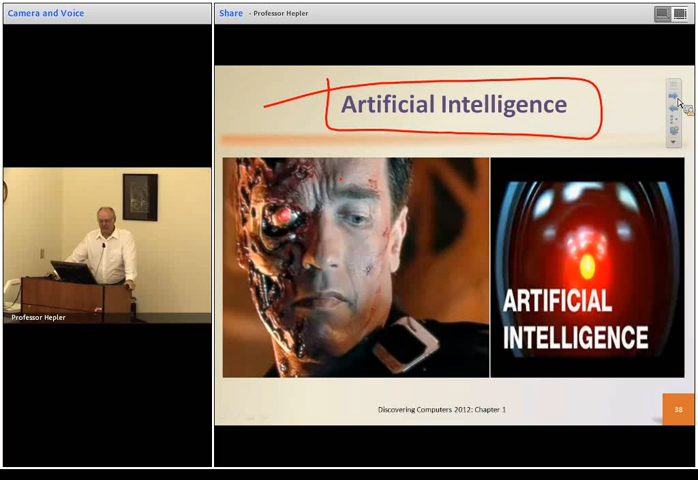 Camera and Voice
Share - Professor Hepler
Artificial Intelligence
ARTIFICIAL
INTELLIGENCE
Professor Hepler
Discovering Computers 2012: Chapter 1
38